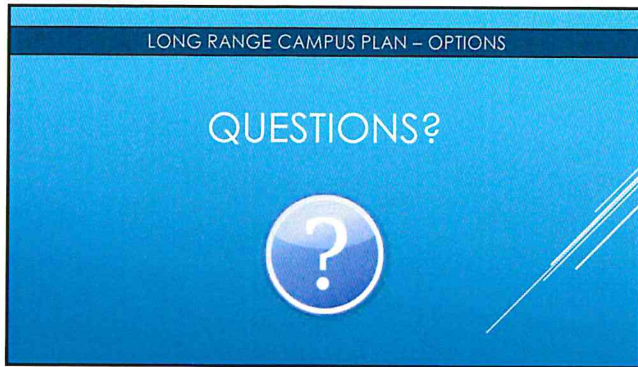 LONG RANGE CAMPUS PLAN – OPTIONS
QUESTIONS?
?